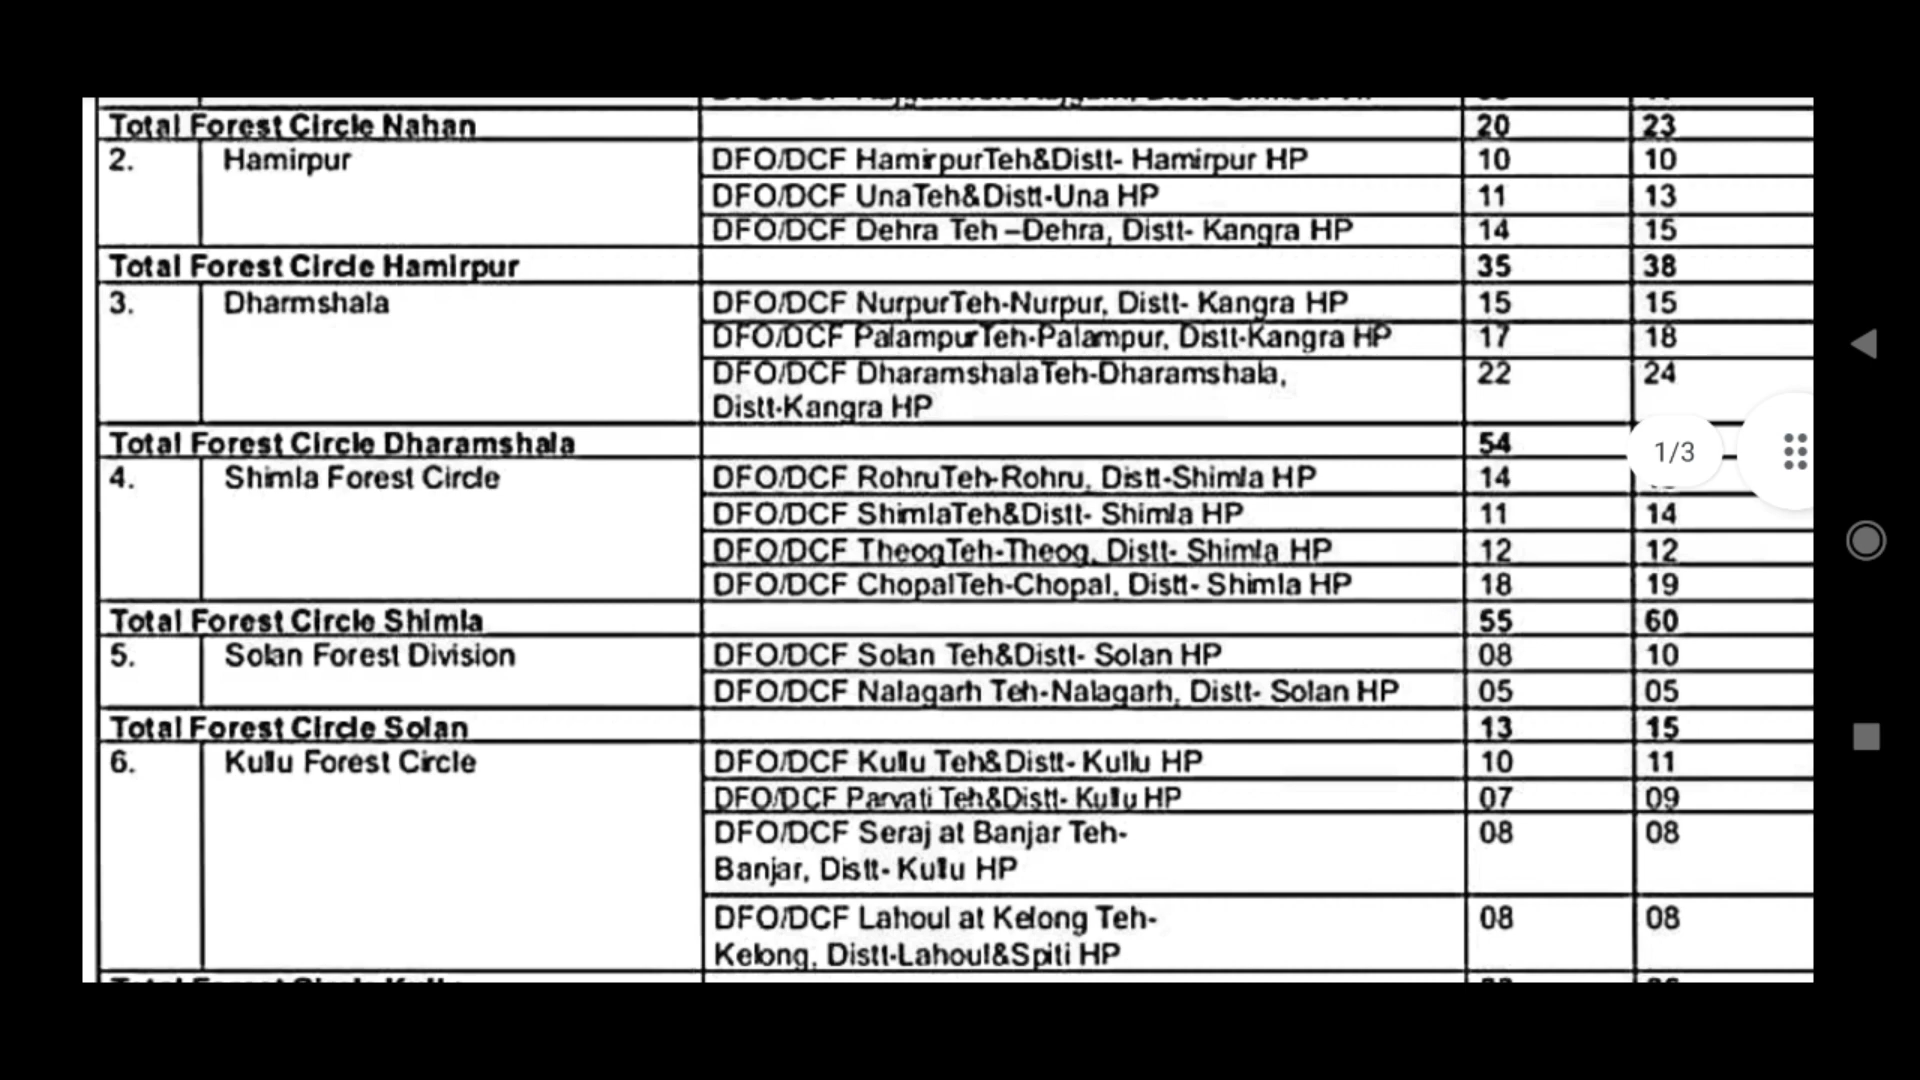 Total Forest Circle Nahan 20 23
2. Hamirpur DFO/DCF HamirpurTeh&Distt- Hamirpur HP 10 10
DFO/DCF UnaTeh&Distt-Una HP 11 13
DFO/DCF Dehra Teh –Dehra, Distt- Kangra HP 14 15
Total Forest Circle Hamirpur 35 38
3. Dharmshala DFO/DCF NurpurTeh-Nurpur, Distt- Kangra HP 15 15
DFO/DCF PalampurTeh-Palampur, Distt-Kangra HP 17 18
DFO/DCF DharamshalaTeh-Dharamshala, 22 24
Distt-Kangra HP
Total Forest Circle Dharamshala 54
1/3
4. Shimla Forest Circle DFO/DCF RohruTeh-Rohru, Distt-Shimla HP 14
DFO/DCF ShimlaTeh&Distt- Shimla HP 11 14
DFO/DCF TheogTeh-Theog, Distt- Shimla HP 12 12
DFO/DCF ChopalTeh-Chopal, Distt- Shimla HP 18 19
Total Forest Circle Shimla 55 60
5. Solan Forest Division DFO/DCF Solan Teh&Distt- Solan HP 08 10
DFO/DCF Nalagarh Teh-Nalagarh, Distt- Solan HP 05 05
Total Forest Circle Solan 13 15
6. Kullu Forest Circle DFO/DCF Kullu Teh&Distt- Kullu HP 10 11
DFO/DCF Parvati Teh&Distt- Kullu HP 07 09
DFO/DCF Seraj at Banjar Teh- 08 08
Banjar, Distt- Kullu HP
DFO/DCF Lahoul at Kelong Teh- 08 08
Kelong, Distt-Lahoul&Spiti HP